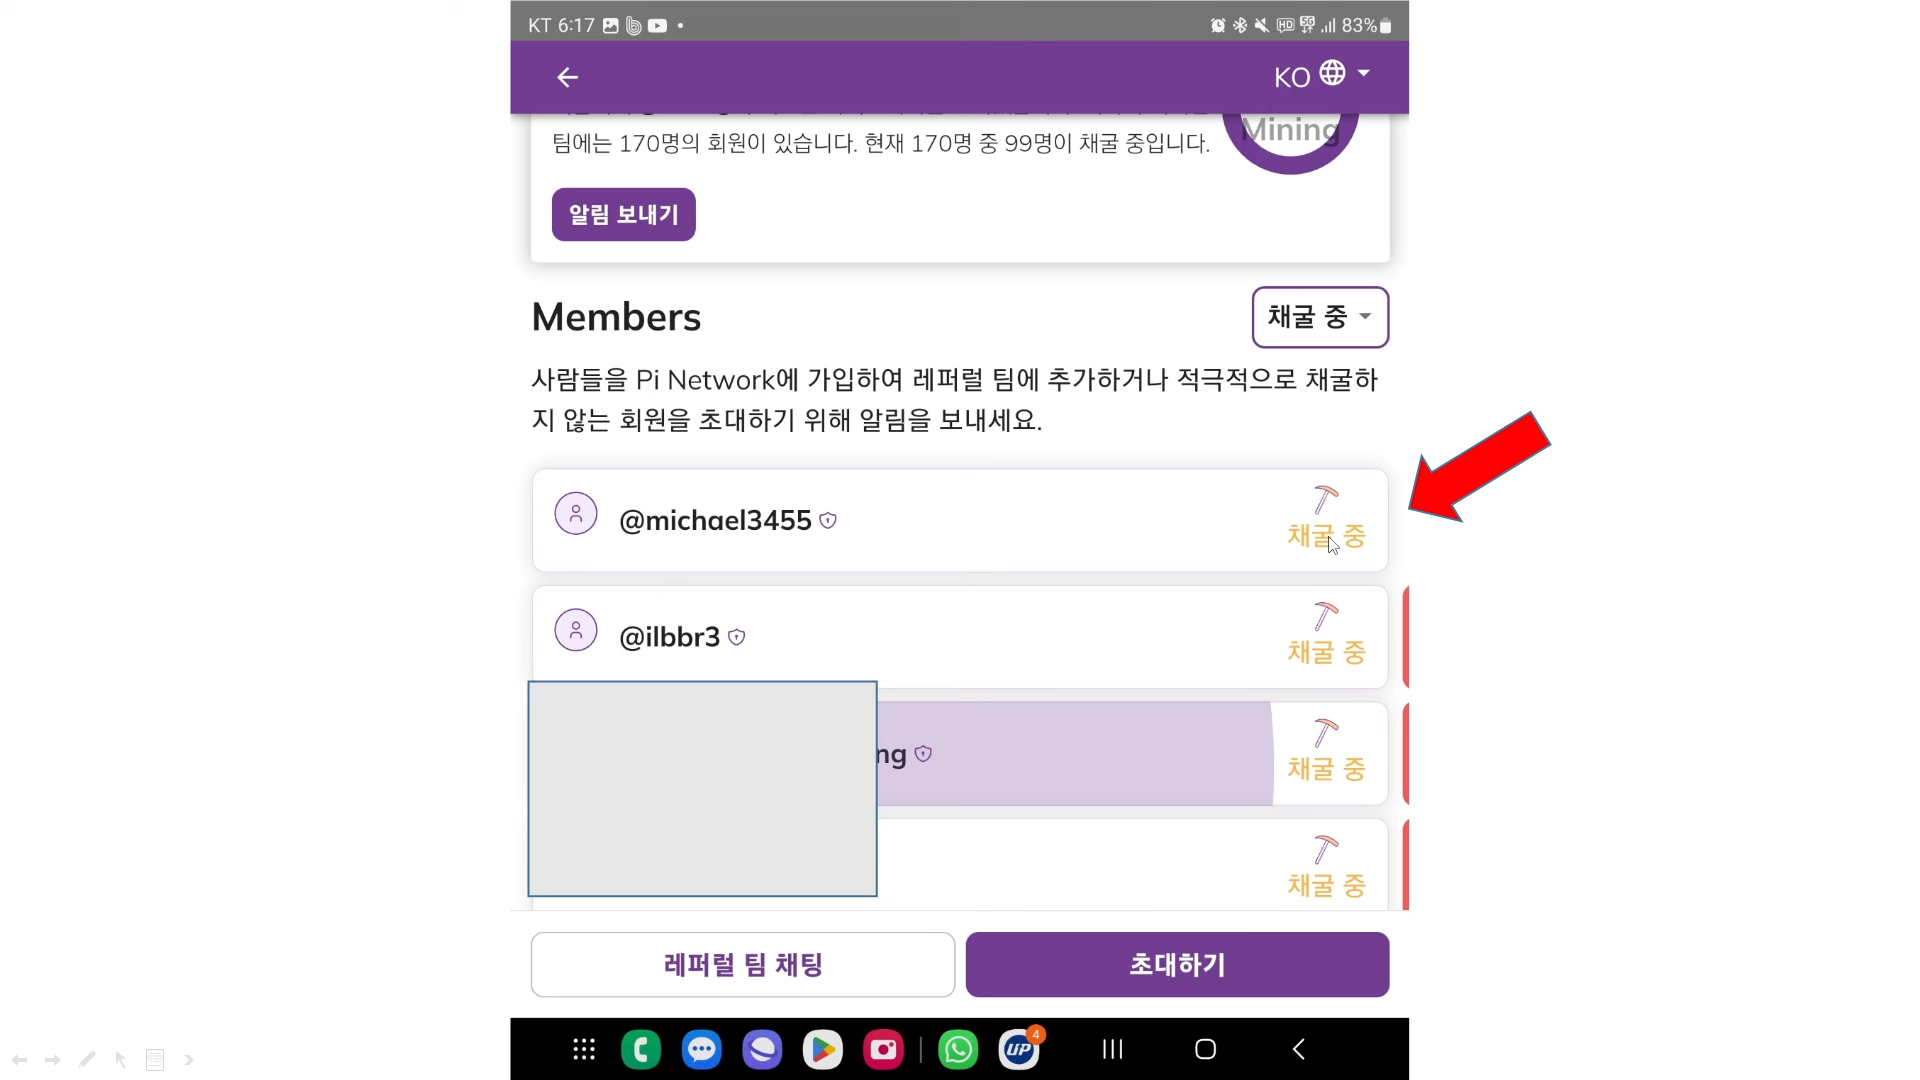 KT 6:17
HD 5G 83%
KO
팀에는 170명의 회원이 있습니다. 현재 170명 중 99명이 채굴 중입니다.
Mining
알림 보내기
Members
채굴 중
사람들을 Pi Network에 가입하여 레퍼럴 팀에 추가하거나 적극적으로 채굴하
지 않는 회원을 초대하기 위해 알림을 보내세요.
@michael3455
채굴 중
@ilbbr3
채굴 중
ng
채굴 중
채굴 중
레퍼럴 팀 채팅
초대하기
UP
4